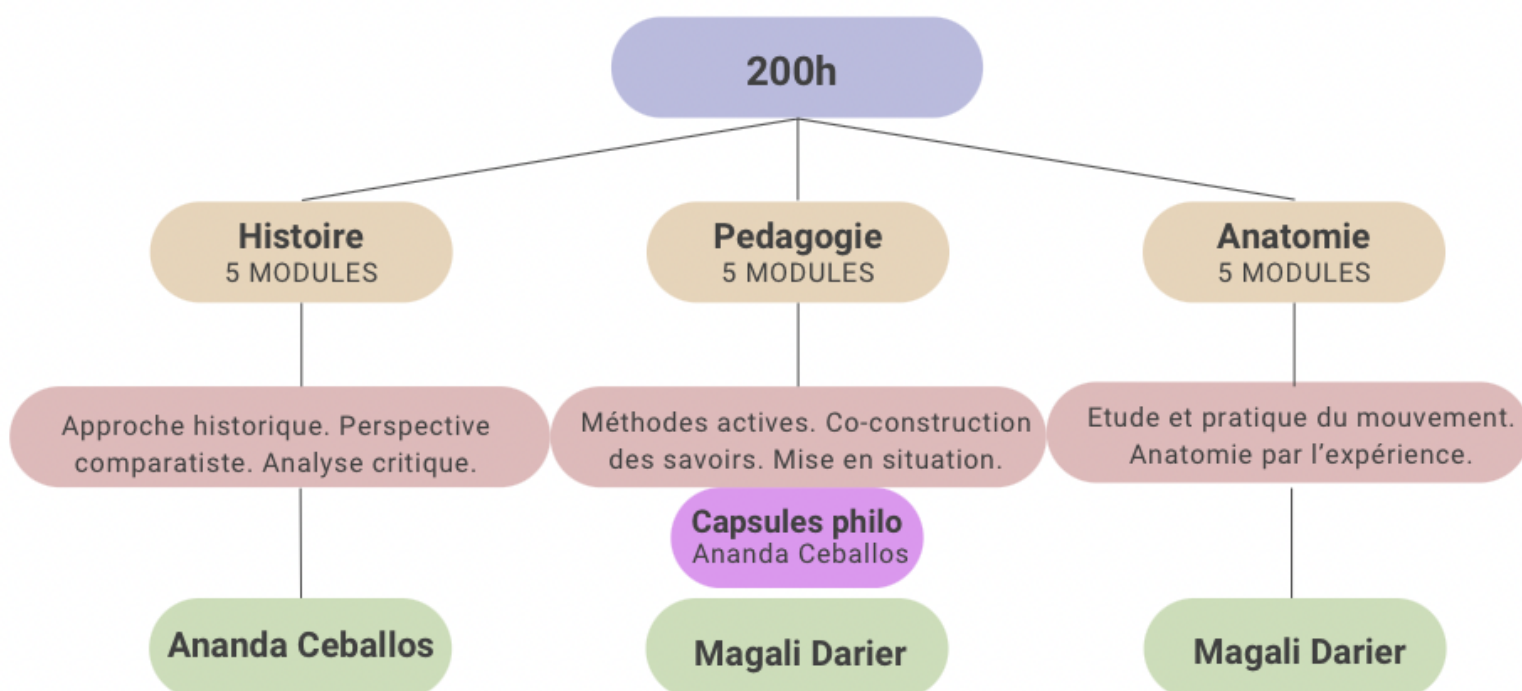 200h
Histoire
5 MODULES
Pedagogie
5 MODULES
Anatomie
5 MODULES
Approche historique. Perspective
comparatiste. Analyse critique.
Méthodes actives. Co-construction
des savoirs. Mise en situation.
Etude et pratique du mouvement.
Anatomie par l’expérience.
Capsules philo
Ananda Ceballos
Ananda Ceballos
Magali Darier
Magali Darier